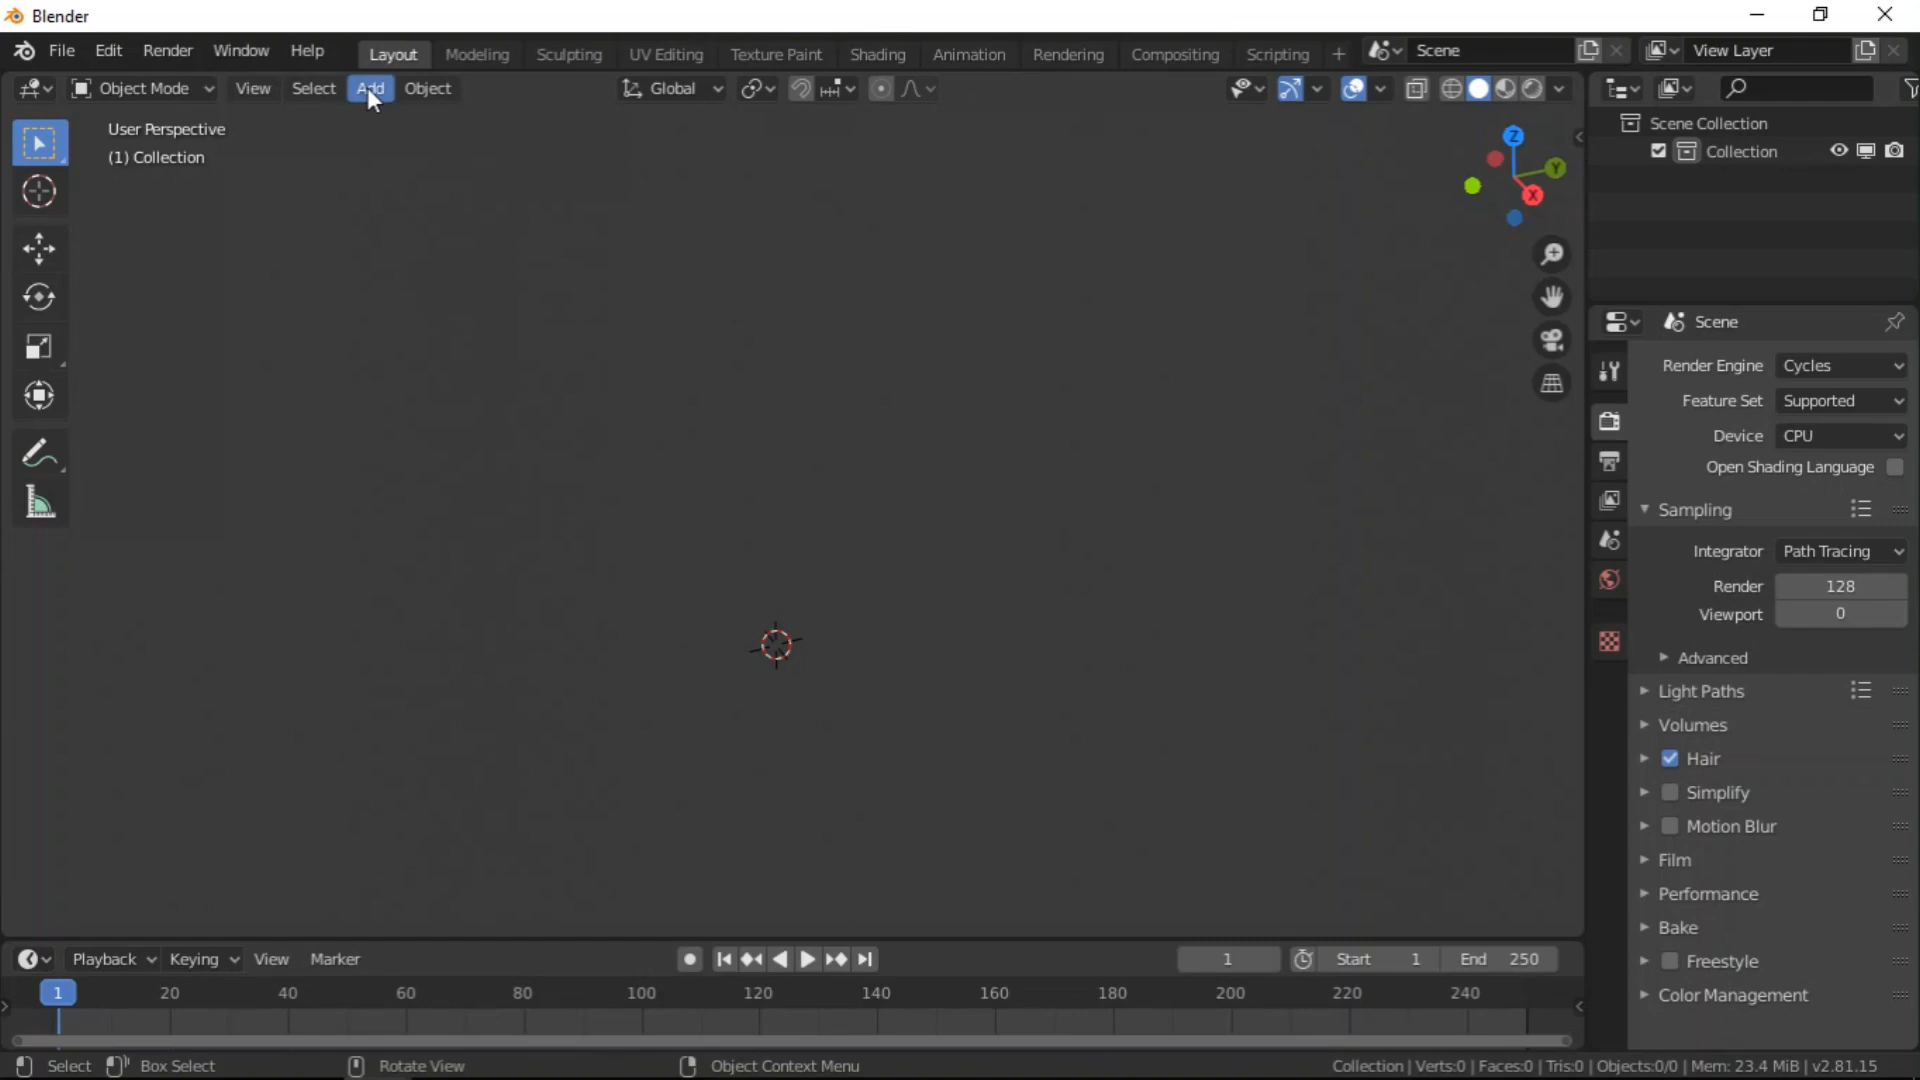 Blender
File Edit Render Window Help Layout Modeling Sculpting UV Editing Texture Paint Shading Animation Rendering Compositing Scripting + Scene View Layer
Object Mode View Select Add Object Global
User Perspective
(1) Collection
Z
Y
X
Scene Collection
Collection
Scene
Render Engine Cycles
Feature Set Supported
Device CPU
Open Shading Language
Sampling
Integrator Path Tracing
Render 128
Viewport 0
Advanced
Light Paths
Volumes
Hair
Simplify
Motion Blur
Film
Performance
Bake
Freestyle
Color Management
Playback Keying View Marker 1 Start 1 End 250
1 20 40 60 80 100 120 140 160 180 200 220 240
Select Box Select Rotate View Object Context Menu Collection | Verts:0 | Faces:0 | Tris:0 | Objects:0/0 | Mem: 23.4 MiB | v2.81.15